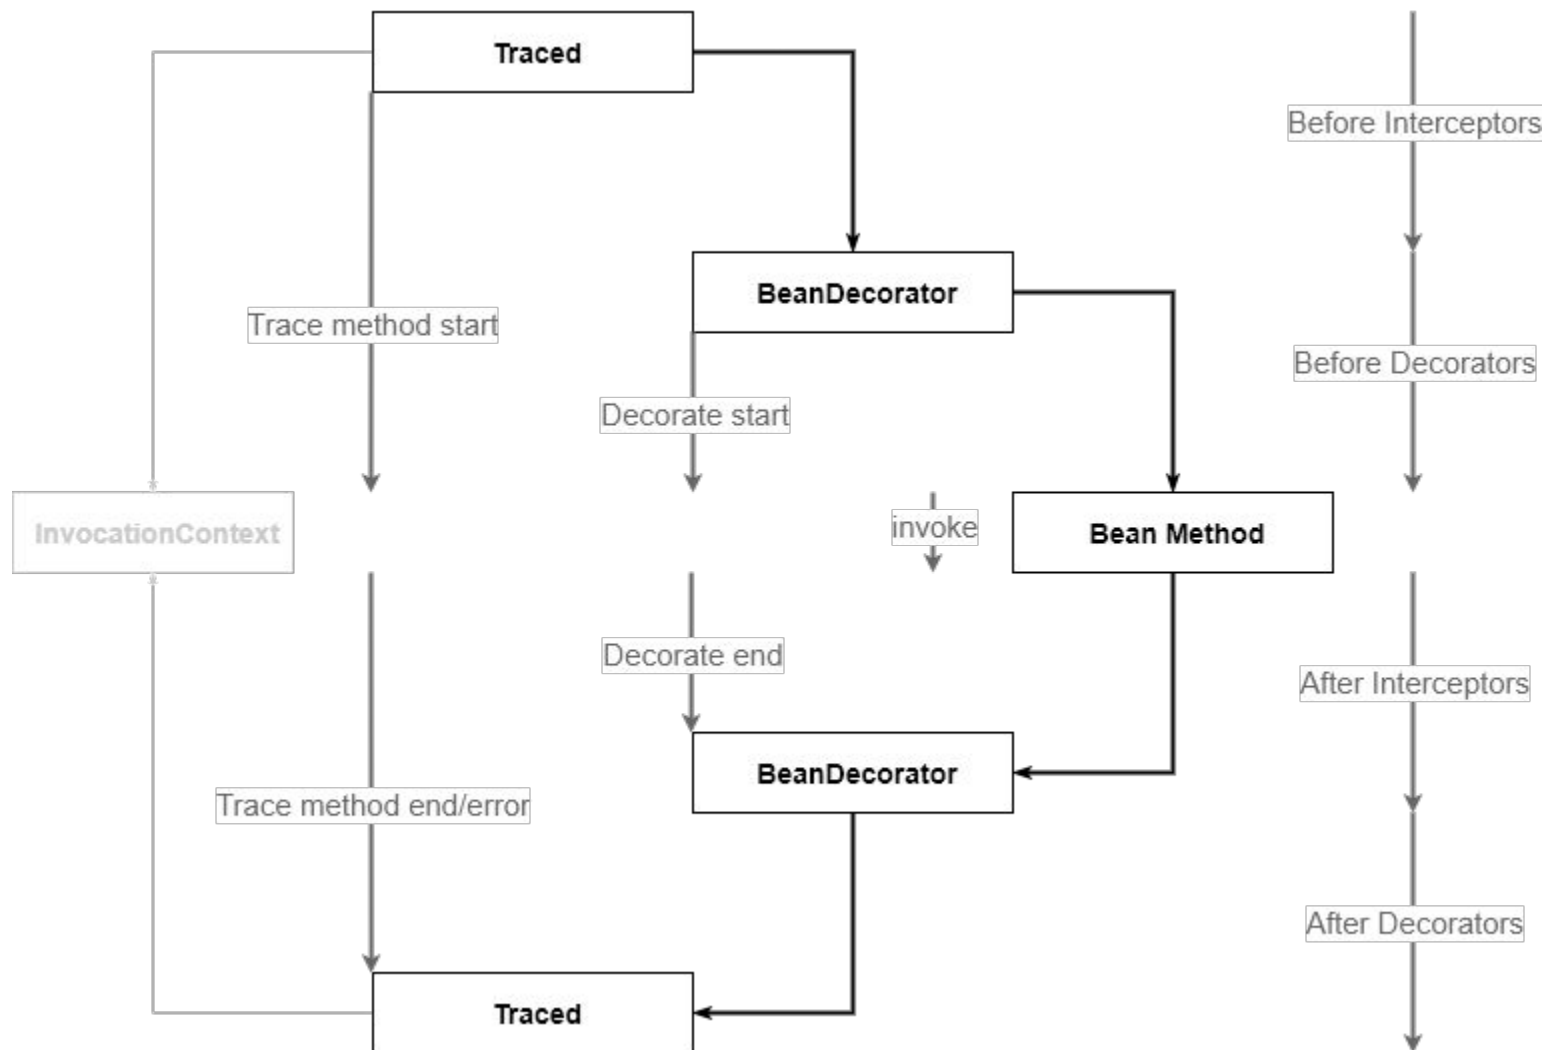 Traced
Before Interceptors
BeanDecorator
Trace method start
Before Decorators
Decorate start
InvocationContext
invoke
Bean Method
Decorate end
After Interceptors
BeanDecorator
Trace method end/error
After Decorators
Traced